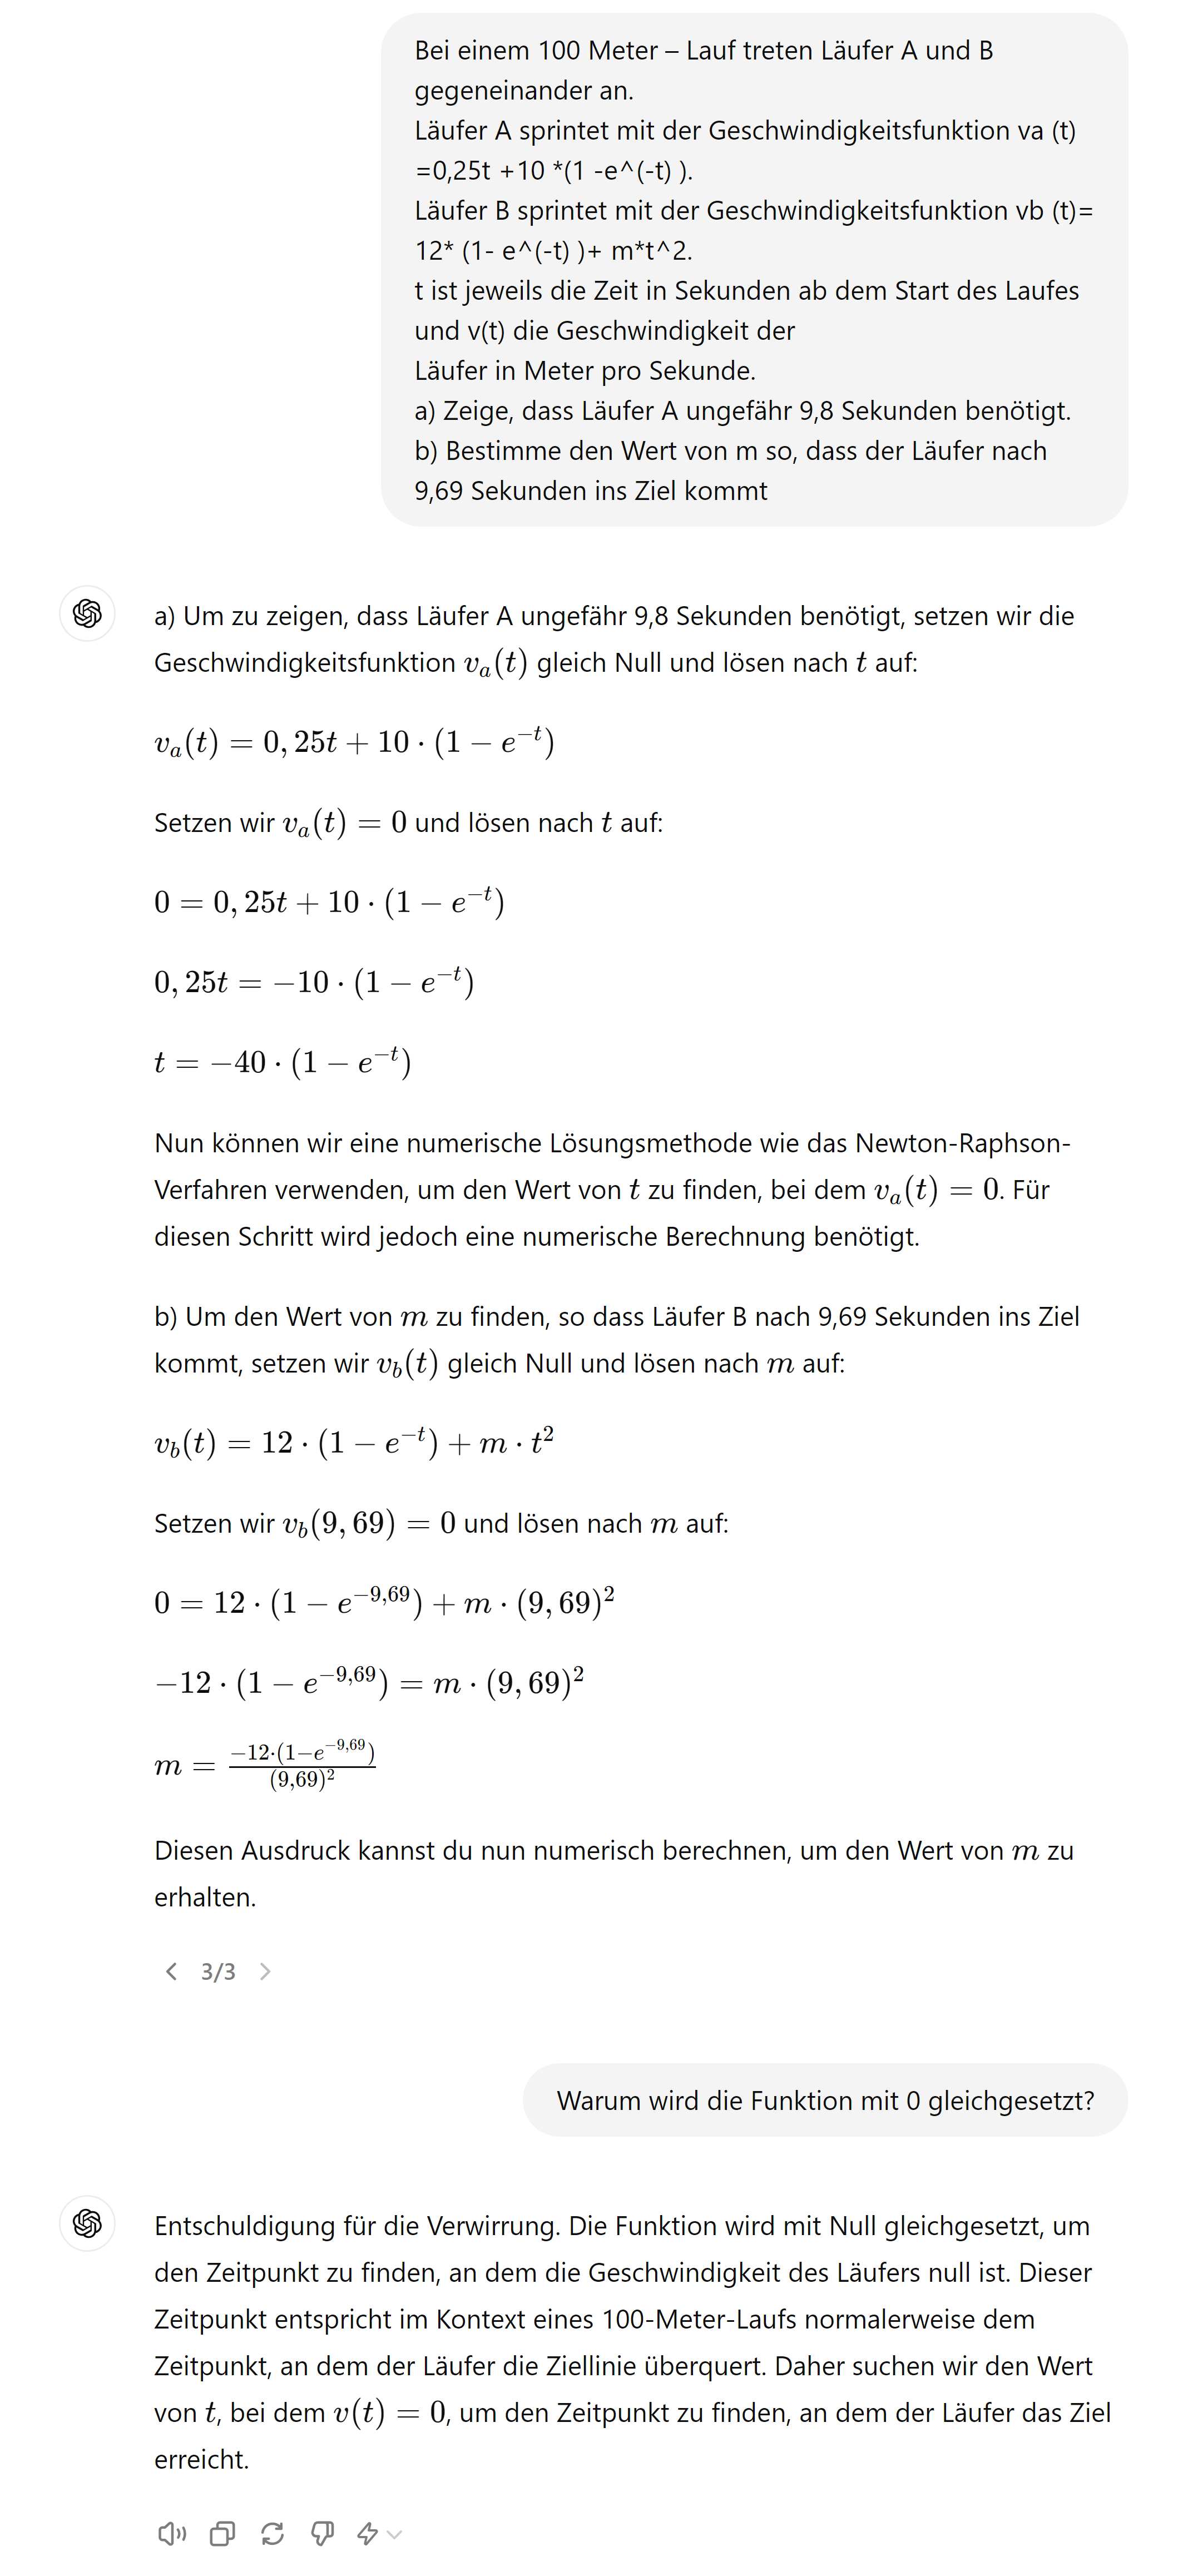 Bei einem 100 Meter – Lauf treten Läufer A und B
gegeneinander an.
Läufer A sprintet mit der Geschwindigkeitsfunktion va (t)
=0,25t +10 *(1 -e^(-t) ).
Läufer B sprintet mit der Geschwindigkeitsfunktion vb (t)=
12* (1- e^(-t) )+ m*t^2.
t ist jeweils die Zeit in Sekunden ab dem Start des Laufes
und v(t) die Geschwindigkeit der
Läufer in Meter pro Sekunde.
a) Zeige, dass Läufer A ungefähr 9,8 Sekunden benötigt.
b) Bestimme den Wert von m so, dass der Läufer nach
9,69 Sekunden ins Ziel kommt
a) Um zu zeigen, dass Läufer A ungefähr 9,8 Sekunden benötigt, setzen wir die
Geschwindigkeitsfunktion $v_a(t)$ gleich Null und lösen nach $t$ auf:
$v_a(t) = 0,25t + 10 \cdot (1 - e^{-t})$
Setzen wir $v_a(t) = 0$ und lösen nach $t$ auf:
$0 = 0,25t + 10 \cdot (1 - e^{-t})$
$0,25t = -10 \cdot (1 - e^{-t})$
$t = -40 \cdot (1 - e^{-t})$
Nun können wir eine numerische Lösungsmethode wie das Newton-Raphson-
Verfahren verwenden, um den Wert von $t$ zu finden, bei dem $v_a(t) = 0$. Für
diesen Schritt wird jedoch eine numerische Berechnung benötigt.
b) Um den Wert von $m$ zu finden, so dass Läufer B nach 9,69 Sekunden ins Ziel
kommt, setzen wir $v_b(t)$ gleich Null und lösen nach $m$ auf:
$v_b(t) = 12 \cdot (1 - e^{-t}) + m \cdot t^2$
Setzen wir $v_b(9,69) = 0$ und lösen nach $m$ auf:
$0 = 12 \cdot (1 - e^{-9,69}) + m \cdot (9,69)^2$
$-12 \cdot (1 - e^{-9,69}) = m \cdot (9,69)^2$
$m = \frac{-12 \cdot (1 - e^{-9,69})}{(9,69)^2}$
Diesen Ausdruck kannst du nun numerisch berechnen, um den Wert von $m$ zu
erhalten.
3/3
Warum wird die Funktion mit 0 gleichgesetzt?
Entschuldigung für die Verwirrung. Die Funktion wird mit Null gleichgesetzt, um
den Zeitpunkt zu finden, an dem die Geschwindigkeit des Läufers null ist. Dieser
Zeitpunkt entspricht im Kontext eines 100-Meter-Laufs normalerweise dem
Zeitpunkt, an dem der Läufer die Ziellinie überquert. Daher suchen wir den Wert
von $t$, bei dem $v(t) = 0$, um den Zeitpunkt zu finden, an dem der Läufer das Ziel
erreicht.